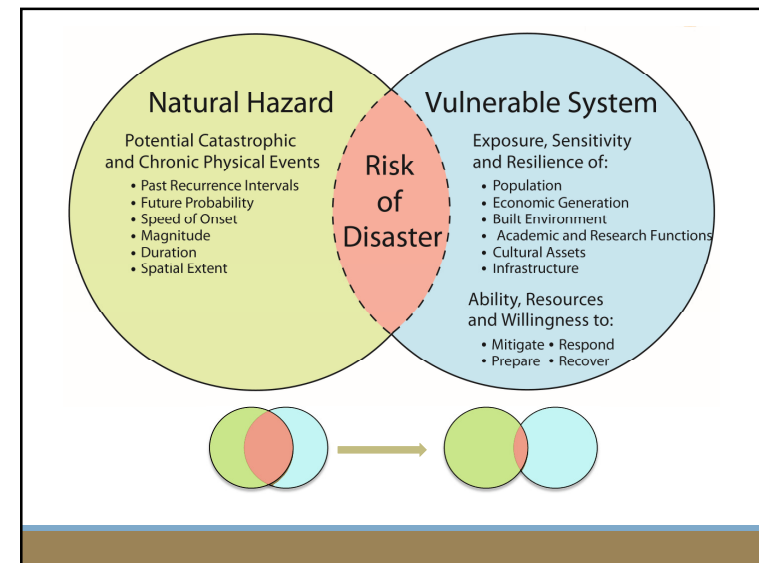 Natural Hazard
Potential Catastrophic
and Chronic Physical Events
• Past Recurrence Intervals
• Future Probability
• Speed of Onset
• Magnitude
• Duration
• Spatial Extent
Risk
of
Disaster
Vulnerable System
Exposure, Sensitivity
and Resilience of:
• Population
• Economic Generation
• Built Environment
• Academic and Research Functions
• Cultural Assets
• Infrastructure
Ability, Resources
and Willingness to:
• Mitigate • Respond
• Prepare • Recover